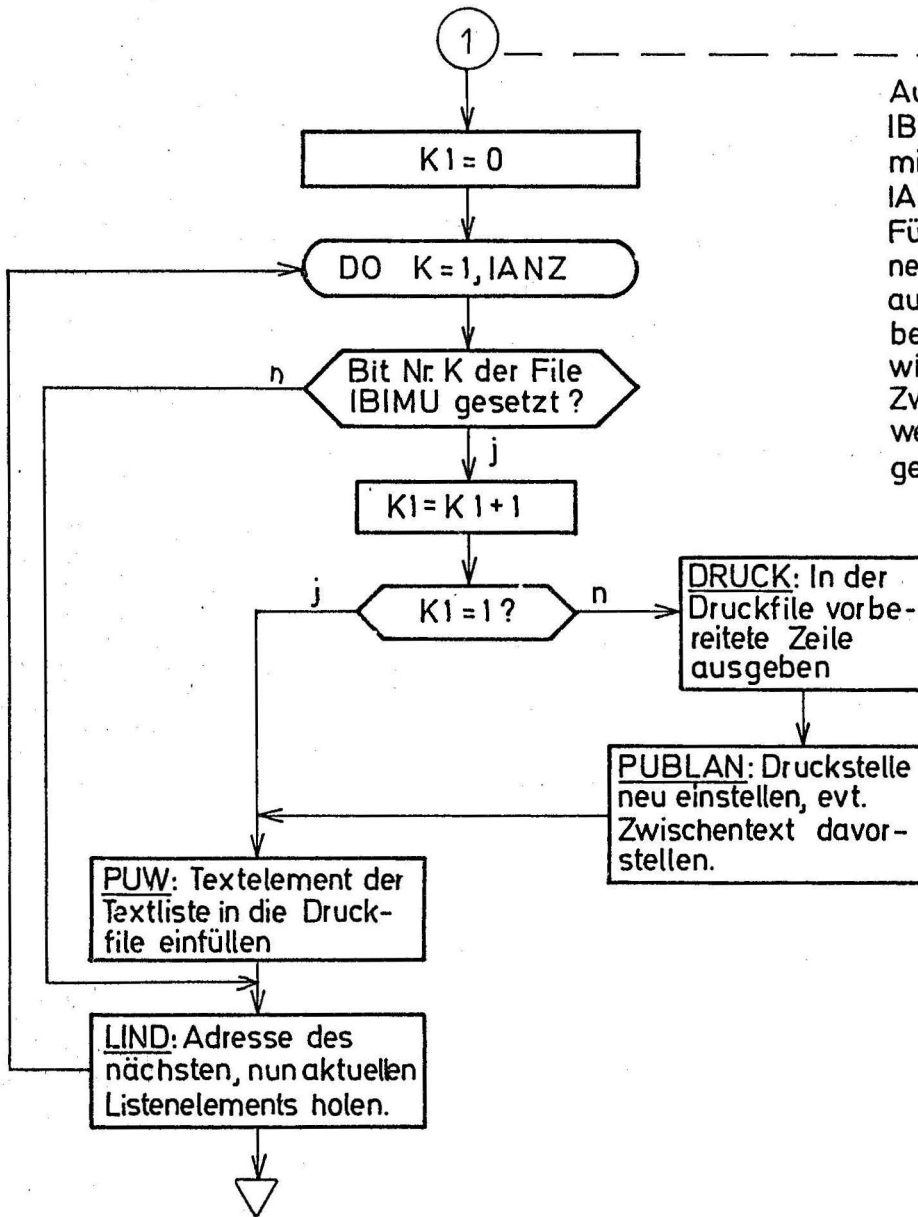 1
K1=0
DO K=1,IANZ
n
Bit Nr. K der File
IBIMU gesetzt?
j
K1=K1+1
j
K1=1?
n
DRUCK: In der
Druckfile vorbe-
reitete Zeile
ausgeben
PUBLAN: Druckstelle
neu einstellen, evt.
Zwischentext davor-
stellen.
PUW: Textelement der
Textliste in die Druck-
file einfüllen
LIND: Adresse des
nächsten, nun aktuellen
Listenelements holen.
Au
IB
mi
IA
Fü
ne
au
be
wi
Zv
we
ge